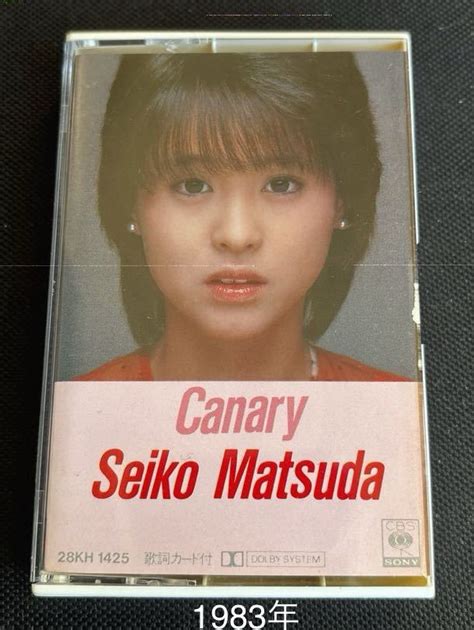 Canary
Seiko Matsuda
28KH 1425 歌詞カード付 DOLBY SYSTEM
CBS
SONY
1983年